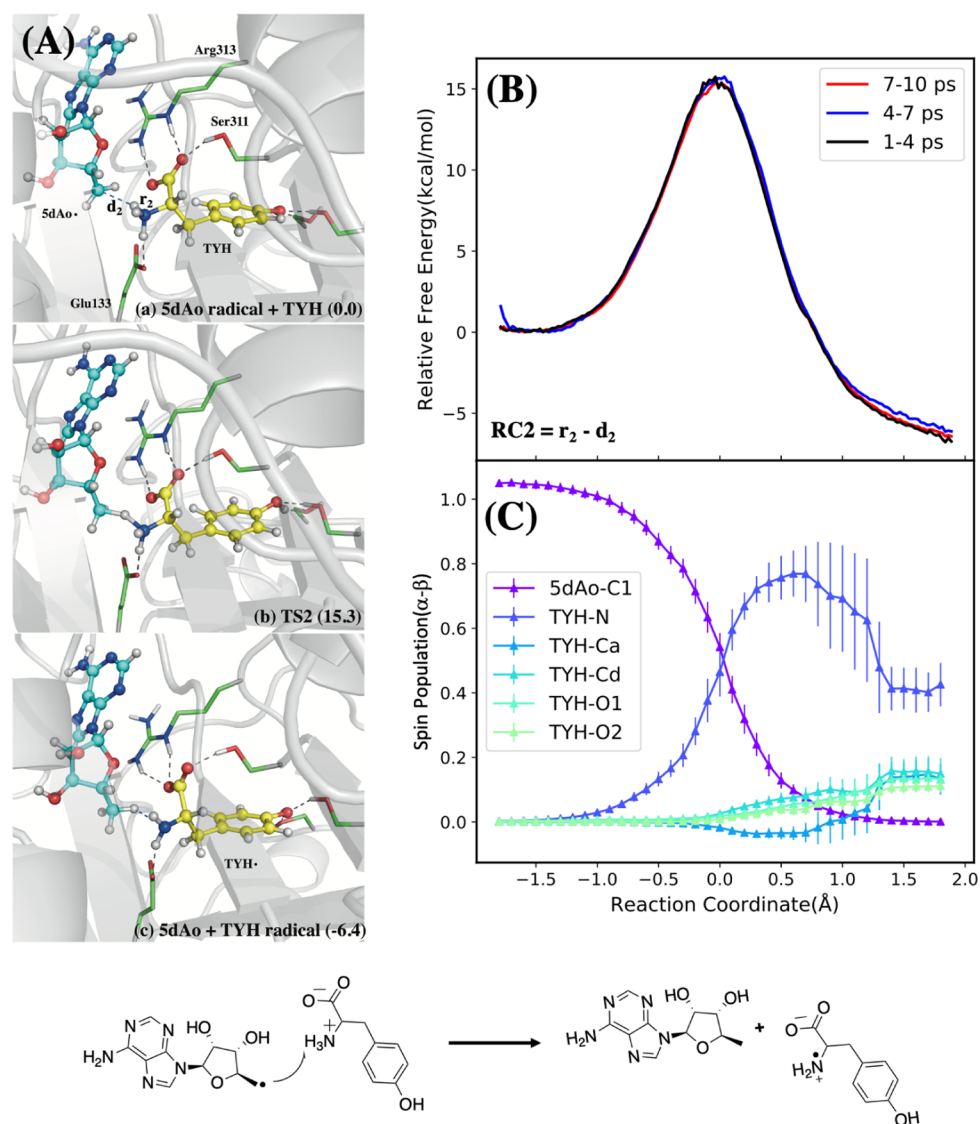 (A)
Arg313
Ser311
5dAo·
d2
r2
TYH
Glu133
(a) 5dAo radical + TYH (0.0)
(b) TS2 (15.3)
TYH·
(c) 5dAo + TYH radical (-6.4)
(B)
7-10 ps
4-7 ps
1-4 ps
Relative Free Energy(kcal/mol)
15
10
5
0
−5
RC2 = r₂ - d₂
(C)
5dAo-C1
TYH-N
TYH-Ca
TYH-Cd
TYH-O1
TYH-O2
Spin Population(α-β)
1.0
0.8
0.6
0.4
0.2
0.0
−1.5 −1.0 −0.5 0.0 0.5 1.0 1.5 2.0
Reaction Coordinate(Å)
H₂N N N N N HO OH O •
⁻O O H₃N + OH
H₂N N N N N HO OH O
+
⁻O O N• H₂ + OH